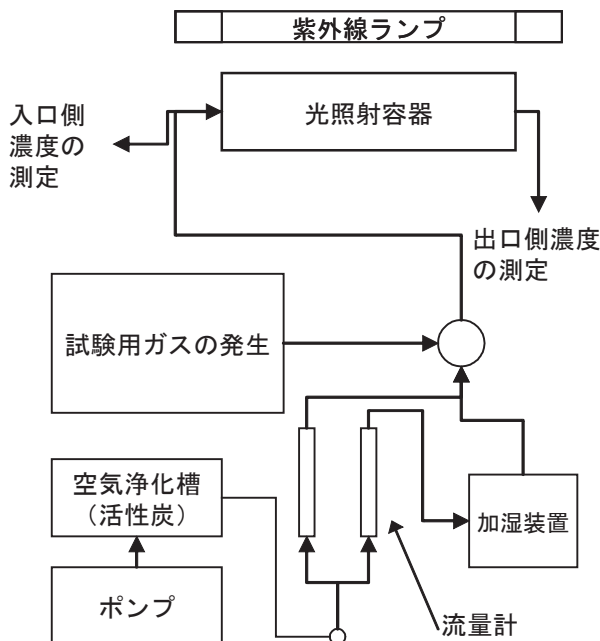 紫外線ランプ
光照射容器
入口側
濃度の
測定
出口側濃度
の測定
試験用ガスの発生
空気浄化槽
（活性炭）
加湿装置
ポンプ
流量計